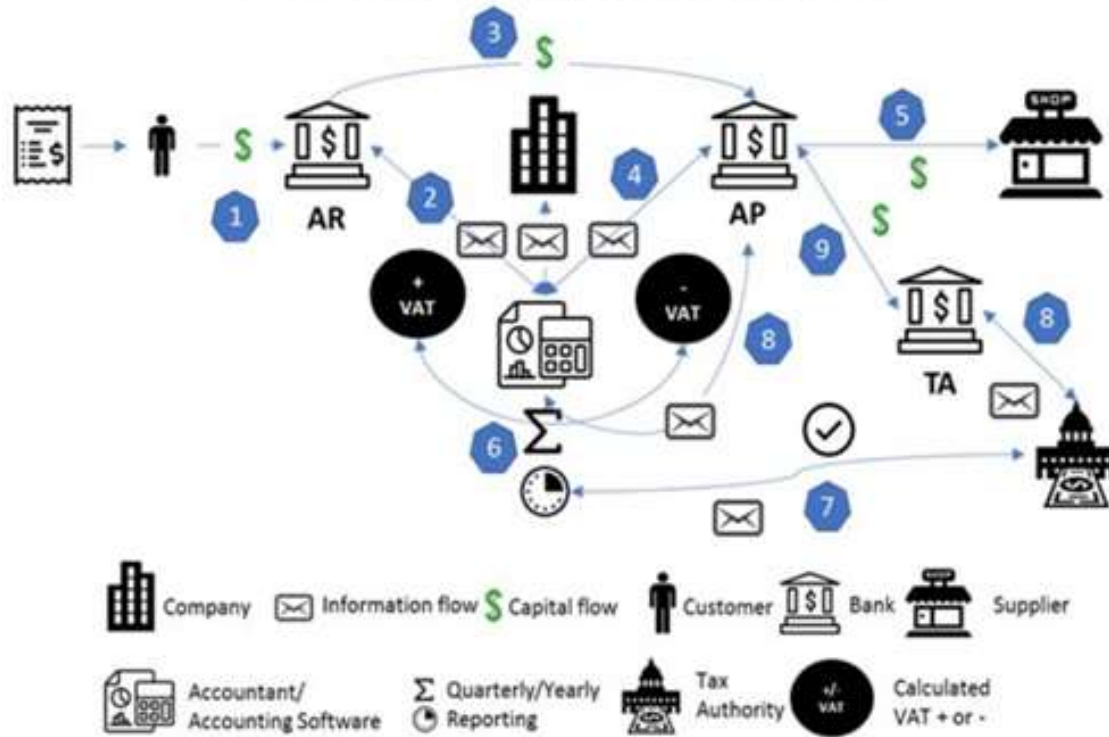 3
$
SHOP
5
$
$
$
$
2
4
$
1
AR
AP
9
$
+
VAT
-
VAT
$
8
8
TA
Σ
6
7
Company
Information flow
$ Capital flow
Customer
$
Bank
SHOP
Supplier
Accountant/
Accounting Software
Σ Quarterly/Yearly
Reporting
Tax
Authority
+/-
VAT
Calculated
VAT + or -